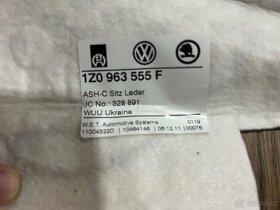 1Z0 963 555 F
ASH-C Sitz Leder
JC No.: 328 891
WUU Ukraine
W.E.T. Automotive Systems 0119
11004322D | 10464146 | 06.12.11 | 00076